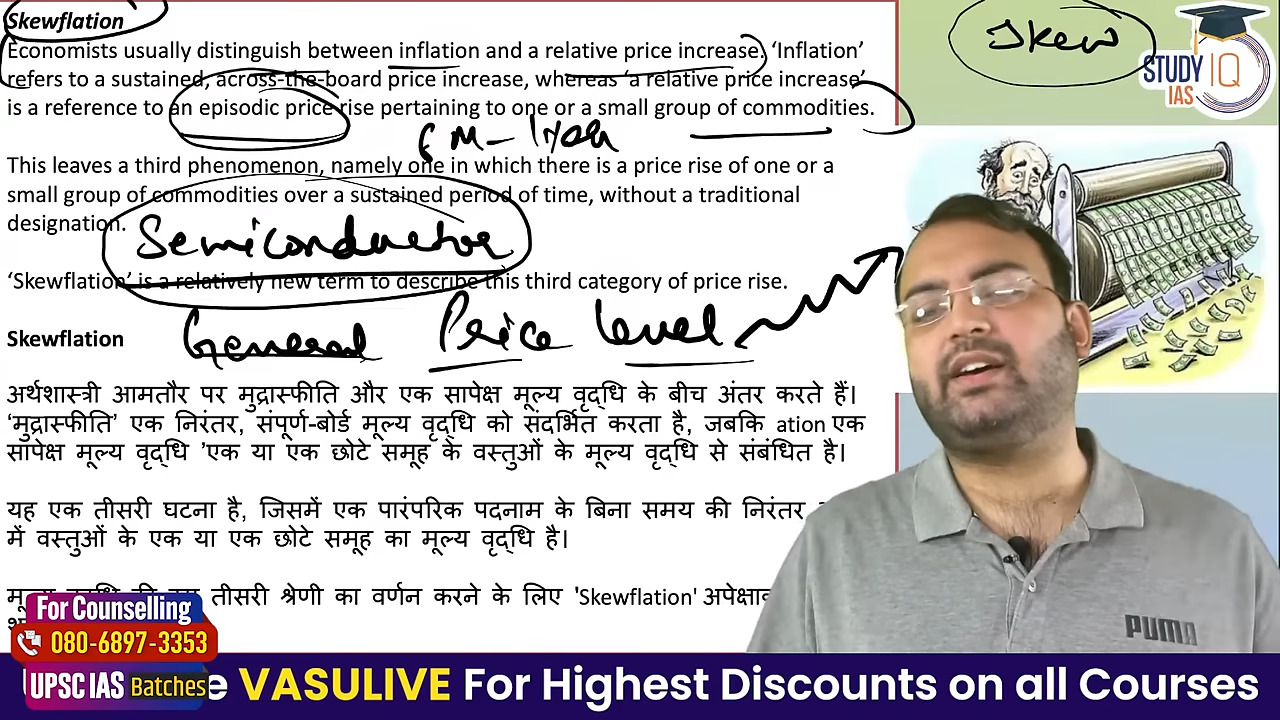 Skewflation
Economists usually distinguish between inflation and a relative price increase. ‘Inflation’
refers to a sustained, across-the-board price increase, whereas ‘a relative price increase’
is a reference to an episodic price rise pertaining to one or a small group of commodities.
6 M - 1 year
This leaves a third phenomenon, namely one in which there is a price rise of one or a
small group of commodities over a sustained period of time, without a traditional
designation.
Semiconductor
‘Skewflation’ is a relatively new term to describe this third category of price rise.
Skewflation
General Price level
अर्थशास्त्री आमतौर पर मुद्रास्फीति और एक सापेक्ष मूल्य वृद्धि के बीच अंतर करते हैं।
‘मुद्रास्फीति’ एक निरंतर, संपूर्ण-बोर्ड मूल्य वृद्धि को संदर्भित करता है, जबकि ation एक
सापेक्ष मूल्य वृद्धि ’एक या एक छोटे समूह के वस्तुओं के मूल्य वृद्धि से संबंधित है।
यह एक तीसरी घटना है, जिसमें एक पारंपरिक पदनाम के बिना समय की निरंतर
में वस्तुओं के एक या एक छोटे समूह का मूल्य वृद्धि है।
तीसरी श्रेणी का वर्णन करने के लिए 'Skewflation'
Skew
STUDY IQ
IAS
PUMA
For Counselling
080-6897-3353
UPSC IAS Batches
VASULIVE For Highest Discounts on all Courses